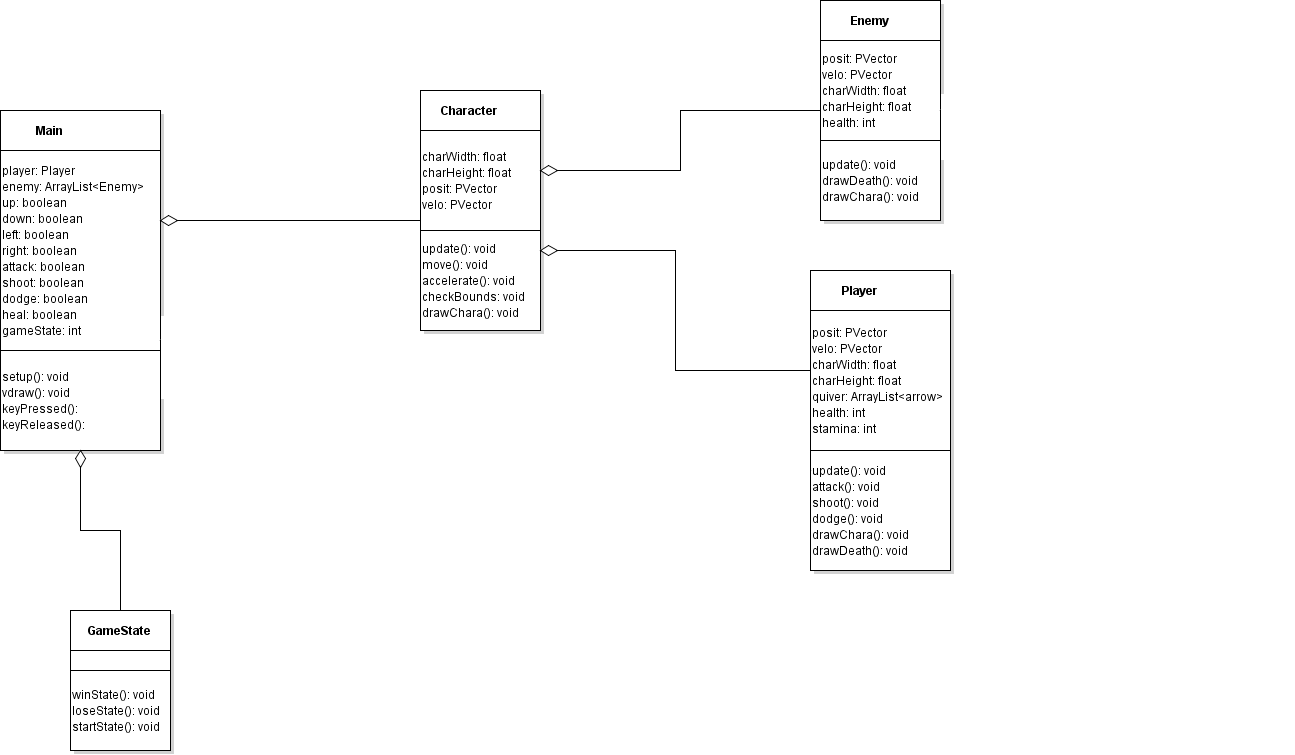 Main
player: Player
enemy: ArrayList<Enemy>
up: boolean
down: boolean
left: boolean
right: boolean
attack: boolean
shoot: boolean
dodge: boolean
heal: boolean
gameState: int
setup(): void
vdraw(): void
keyPressed():
keyReleased():
GameState
winState(): void
loseState(): void
startState(): void
Character
charWidth: float
charHeight: float
posit: PVector
velo: PVector
update(): void
move(): void
accelerate(): void
checkBounds: void
drawChara(): void
Enemy
posit: PVector
velo: PVector
charWidth: float
charHeight: float
health: int
update(): void
drawDeath(): void
drawChara(): void
Player
posit: PVector
velo: PVector
charWidth: float
charHeight: float
quiver: ArrayList<arrow>
health: int
stamina: int
update(): void
attack(): void
shoot(): void
dodge(): void
drawChara(): void
drawDeath(): void